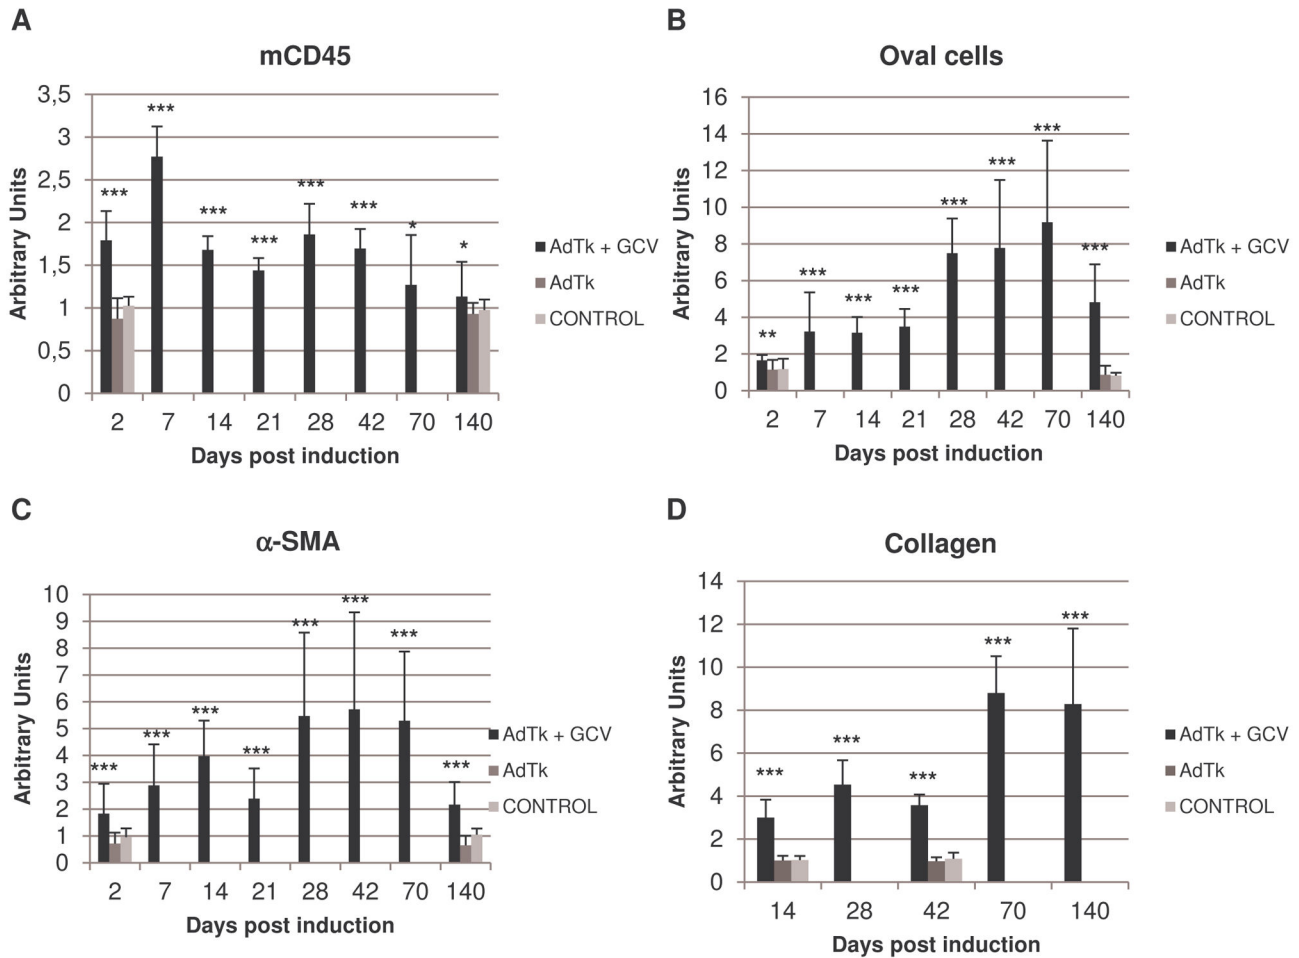 A
mCD45
Arbitrary Units
3,5
3
2,5
2
1,5
1
0,5
0
***
***
***
***
***
***
*
*
2 7 14 21 28 42 70 140
Days post induction
AdTk + GCV
AdTk
CONTROL
B
Oval cells
Arbitrary Units
16
14
12
10
8
6
4
2
0
**
***
***
***
***
***
***
***
2 7 14 21 28 42 70 140
Days post induction
AdTk + GCV
AdTk
CONTROL
C
α-SMA
Arbitrary Units
10
9
8
7
6
5
4
3
2
1
0
***
***
***
***
***
***
***
***
2 7 14 21 28 42 70 140
Days post induction
AdTk + GCV
AdTk
CONTROL
D
Collagen
Arbitrary Units
14
12
10
8
6
4
2
0
***
***
***
***
***
14 28 42 70 140
Days post induction
AdTk + GCV
AdTk
CONTROL